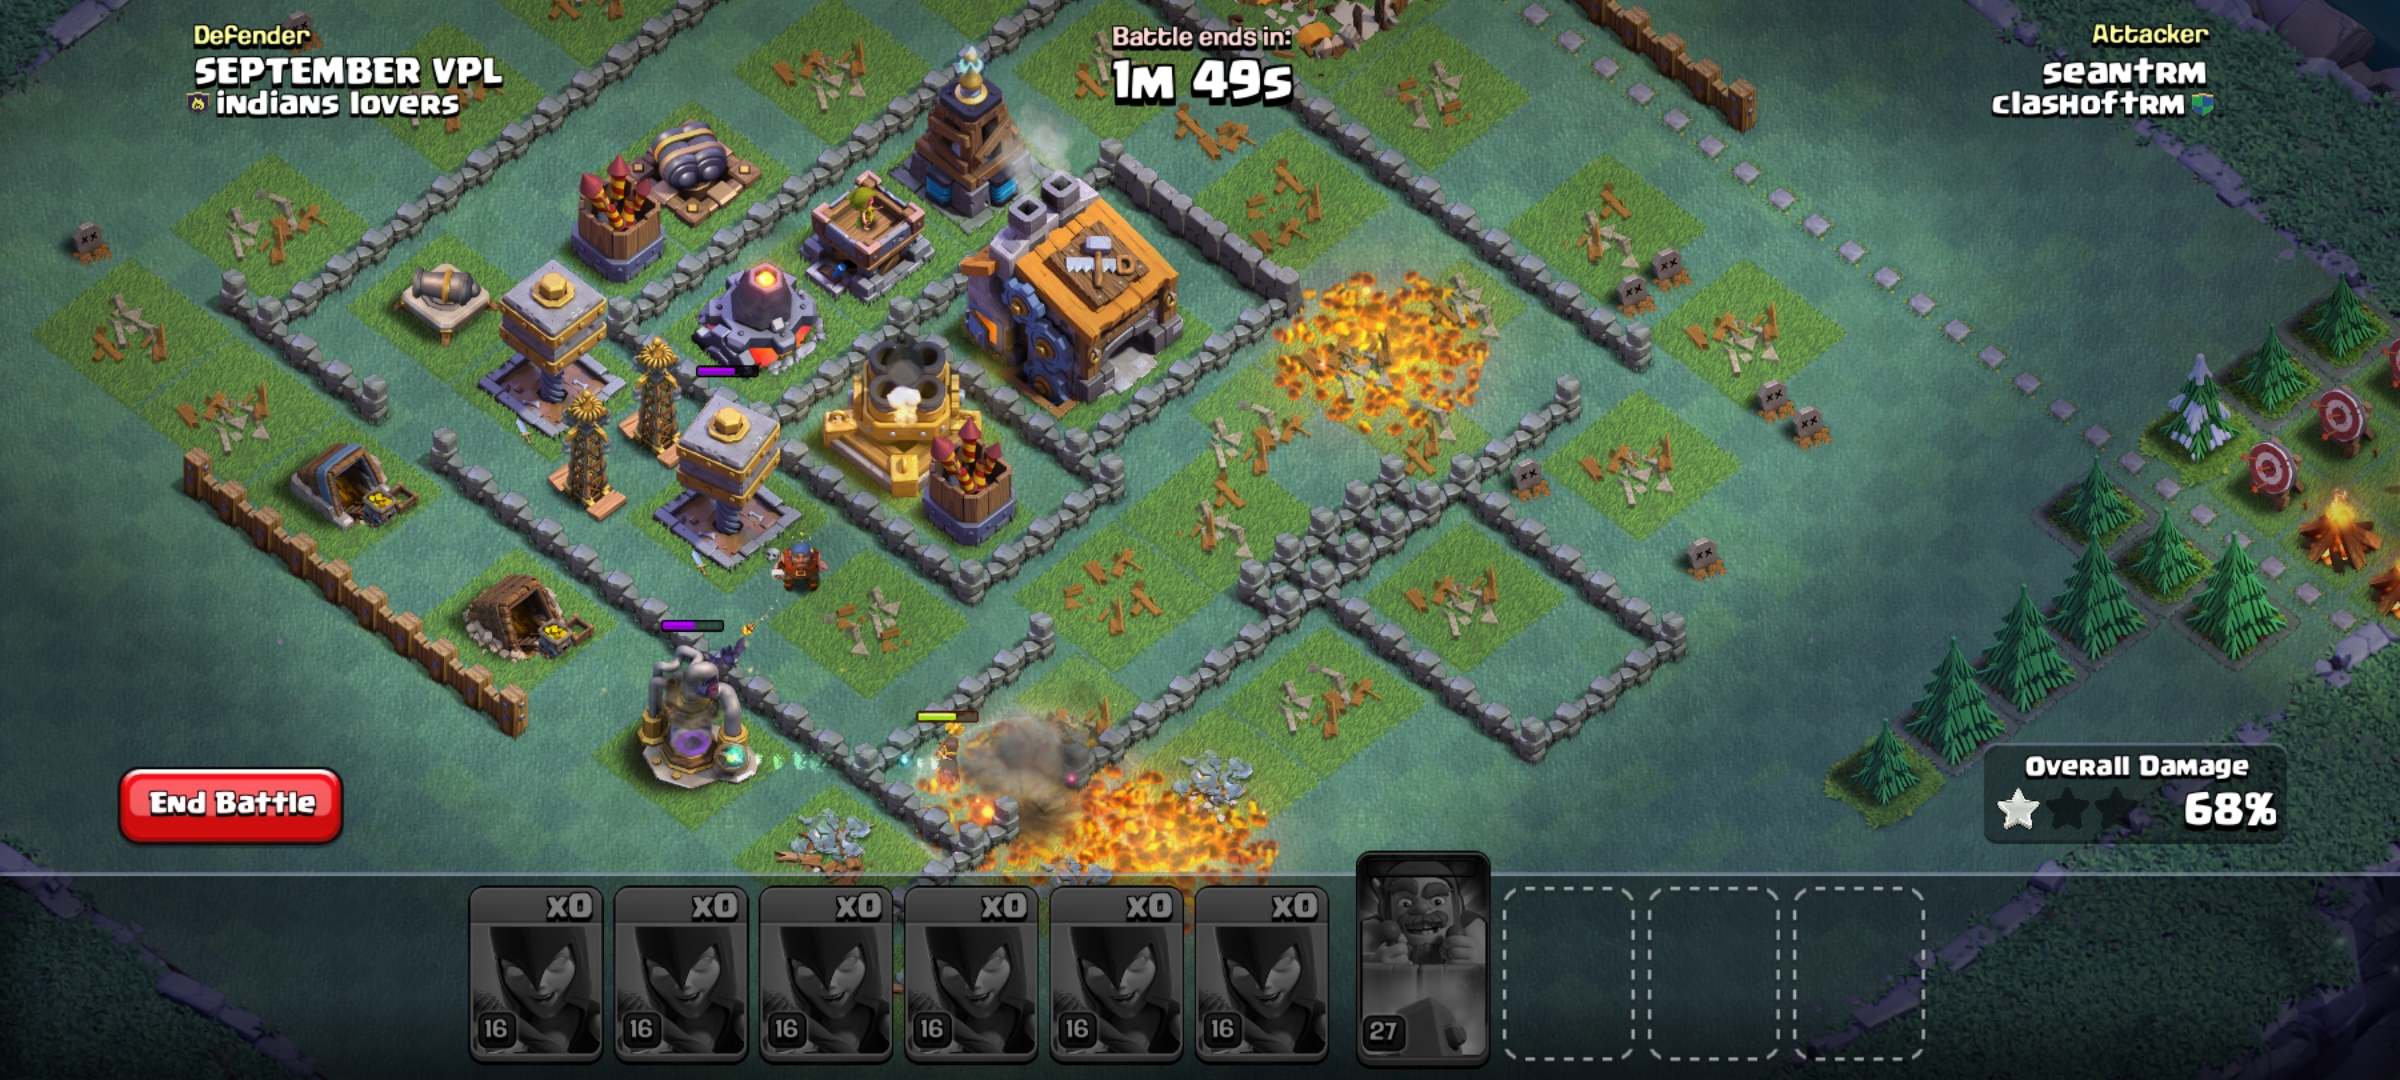 Defender
SEPTEMBER VPL
indians lovers
Battle ends in:
1M 49s
Attacker
seantRM
clashoftRM
End Battle
Overall Damage
68%
x0
x0
x0
x0
x0
x0
16
16
16
16
16
16
27